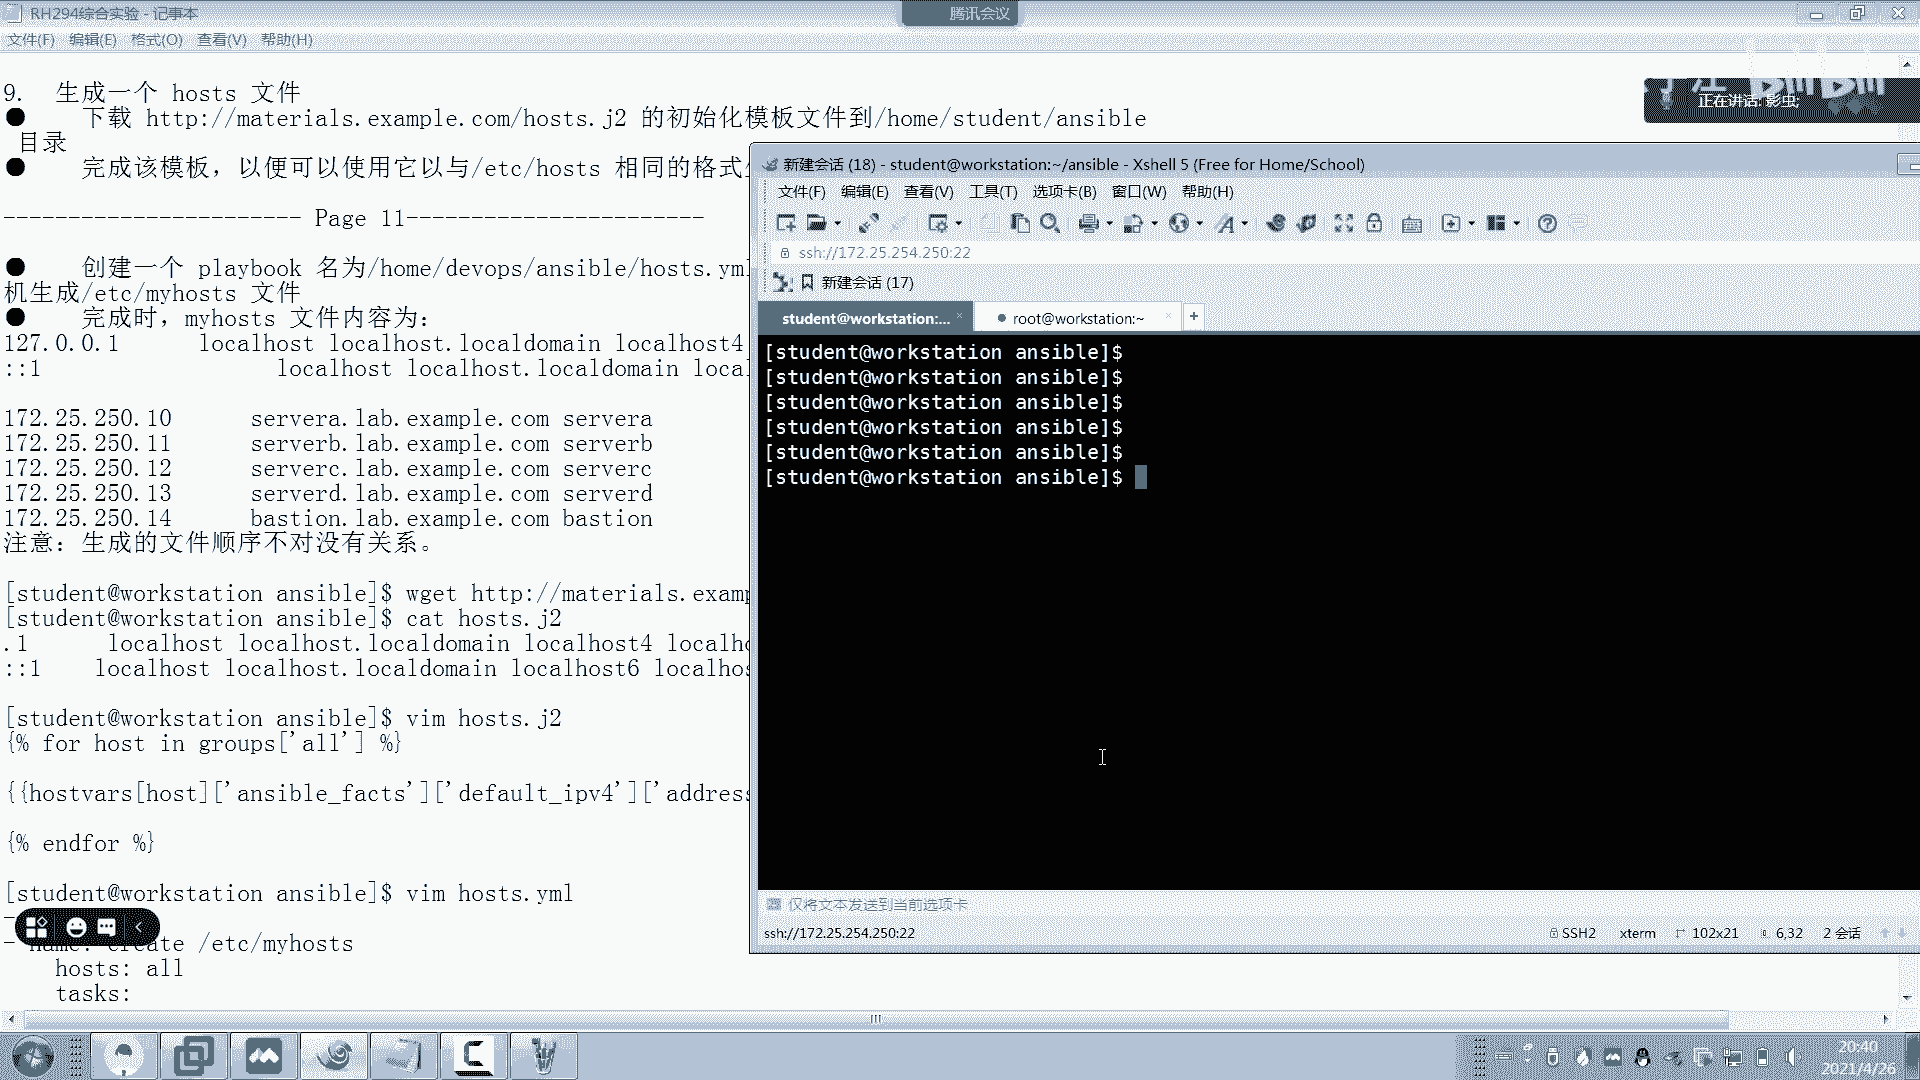 RH294综合实验 - 记事本
腾讯会议
文件(F) 编辑(E) 格式(O) 查看(V) 帮助(H)
正在讲话: 影虫;
9. 生成一个 hosts 文件
● 下载 http://materials.example.com/hosts.j2 的初始化模板文件到/home/student/ansible
目录
● 完成该模板，以便可以使用它以与/etc/hosts 相同的格式
----------------------- Page 11-----------------------
● 创建一个 playbook 名为/home/devops/ansible/hosts.yml
机生成/etc/myhosts 文件
● 完成时，myhosts 文件内容为：
127.0.0.1 localhost localhost.localdomain localhost4
::1 localhost localhost.localdomain local
172.25.250.10 servera.lab.example.com servera
172.25.250.11 serverb.lab.example.com serverb
172.25.250.12 serverc.lab.example.com serverc
172.25.250.13 serverd.lab.example.com serverd
172.25.250.14 bastion.lab.example.com bastion
注意：生成的文件顺序不对没有关系。
[student@workstation ansible]$ wget http://materials.examp
[student@workstation ansible]$ cat hosts.j2
.1 localhost localhost.localdomain localhost4 localho
::1 localhost localhost.localdomain localhost6 localhos
[student@workstation ansible]$ vim hosts.j2
{% for host in groups['all'] %}
{{hostvars[host]['ansible_facts']['default_ipv4']['address
{% endfor %}
[student@workstation ansible]$ vim hosts.yml
- name: create /etc/myhosts
hosts: all
tasks:
新建会话 (18) - student@workstation:~/ansible - Xshell 5 (Free for Home/School)
文件(F) 编辑(E) 查看(V) 工具(T) 选项卡(B) 窗口(W) 帮助(H)
ssh://172.25.254.250:22
新建会话 (17)
student@workstation:... × root@workstation:~ × +
[student@workstation ansible]$
[student@workstation ansible]$
[student@workstation ansible]$
[student@workstation ansible]$
[student@workstation ansible]$
[student@workstation ansible]$
仅将文本发送到当前选项卡
ssh://172.25.254.250:22 SSH2 xterm 102x21 6,32 2 会话
20:40
2021/4/26